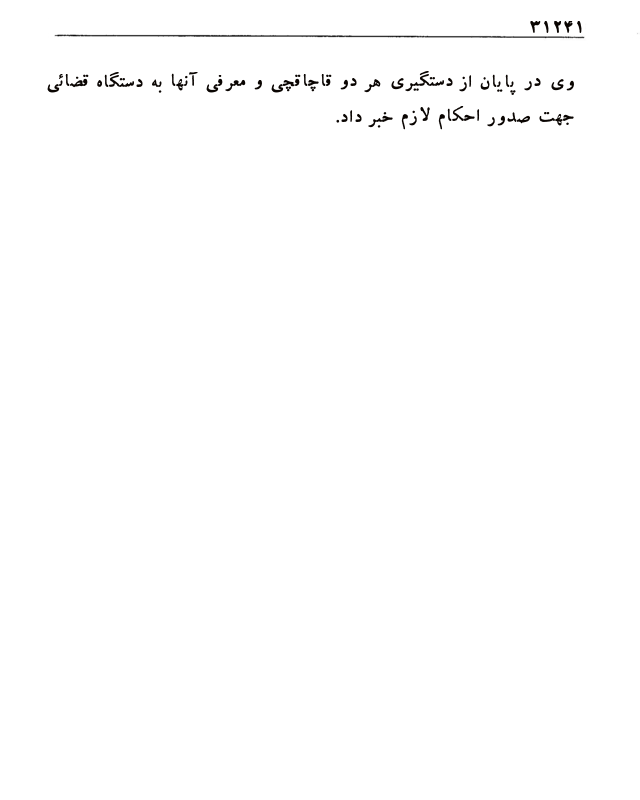 ۳۱۲۴۱
وی در پایان از دستگیری هر دو قاچاقچی و معرفی آنها به دستگاه قضائی
جهت صدور احکام لازم خبر داد.